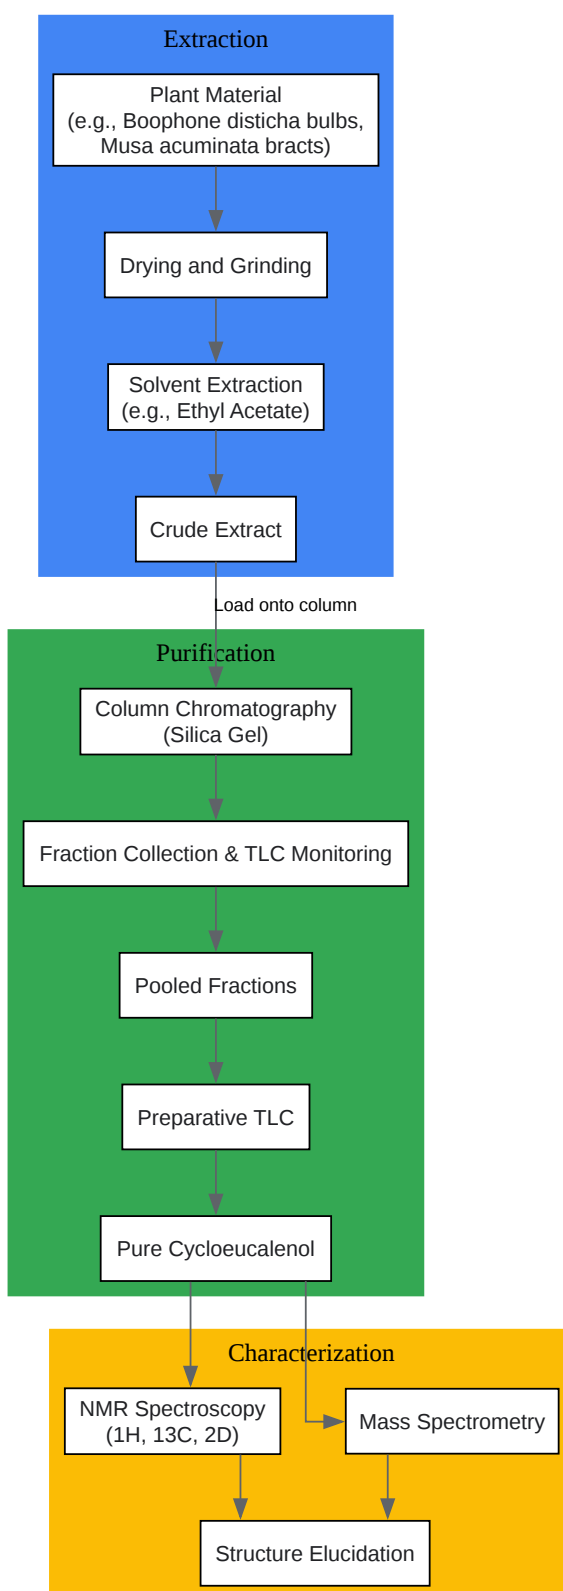 Extraction
Plant Material
(e.g., Boophone disticha bulbs,
Musa acuminata bracts)
Drying and Grinding
Solvent Extraction
(e.g., Ethyl Acetate)
Crude Extract
Load onto column
Purification
Column Chromatography
(Silica Gel)
Fraction Collection & TLC Monitoring
Pooled Fractions
Preparative TLC
Pure Cycloeucalenol
Characterization
NMR Spectroscopy
(1H, 13C, 2D)
Mass Spectrometry
Structure Elucidation